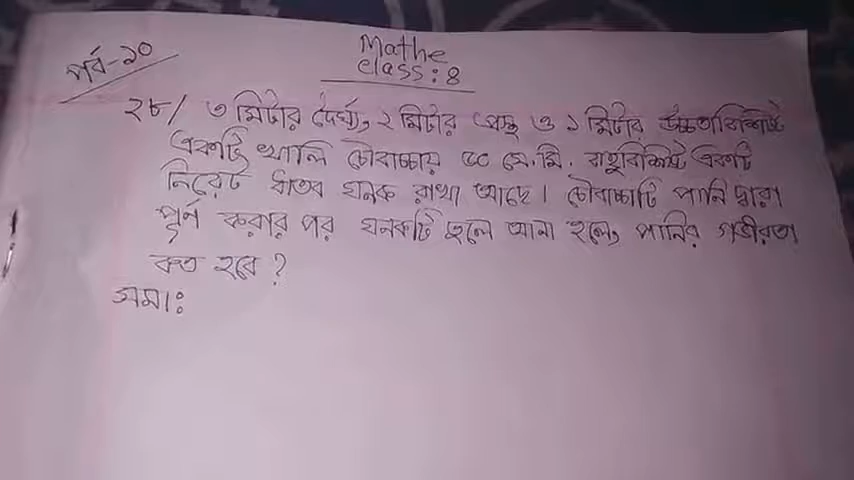 পর্ব-১০
Mathe
Class: 8
২৮/ ৩ মিটার দৈর্ঘ্য, ২ মিটার প্রস্থ ও ১ মিটার উচ্চতাবিশিষ্ট
একটি খালি চৌবাচ্চায় ৫০ সে.মি. বাহুবিশিষ্ট একটি
নিরেট ধাতব ঘনক রাখা আছে। চৌবাচ্চাটি পানি দ্বারা
পূর্ন করার পর ঘনকটি তুলে আনা হলে, পানির গভীরতা
কত হবে?
সমাঃ